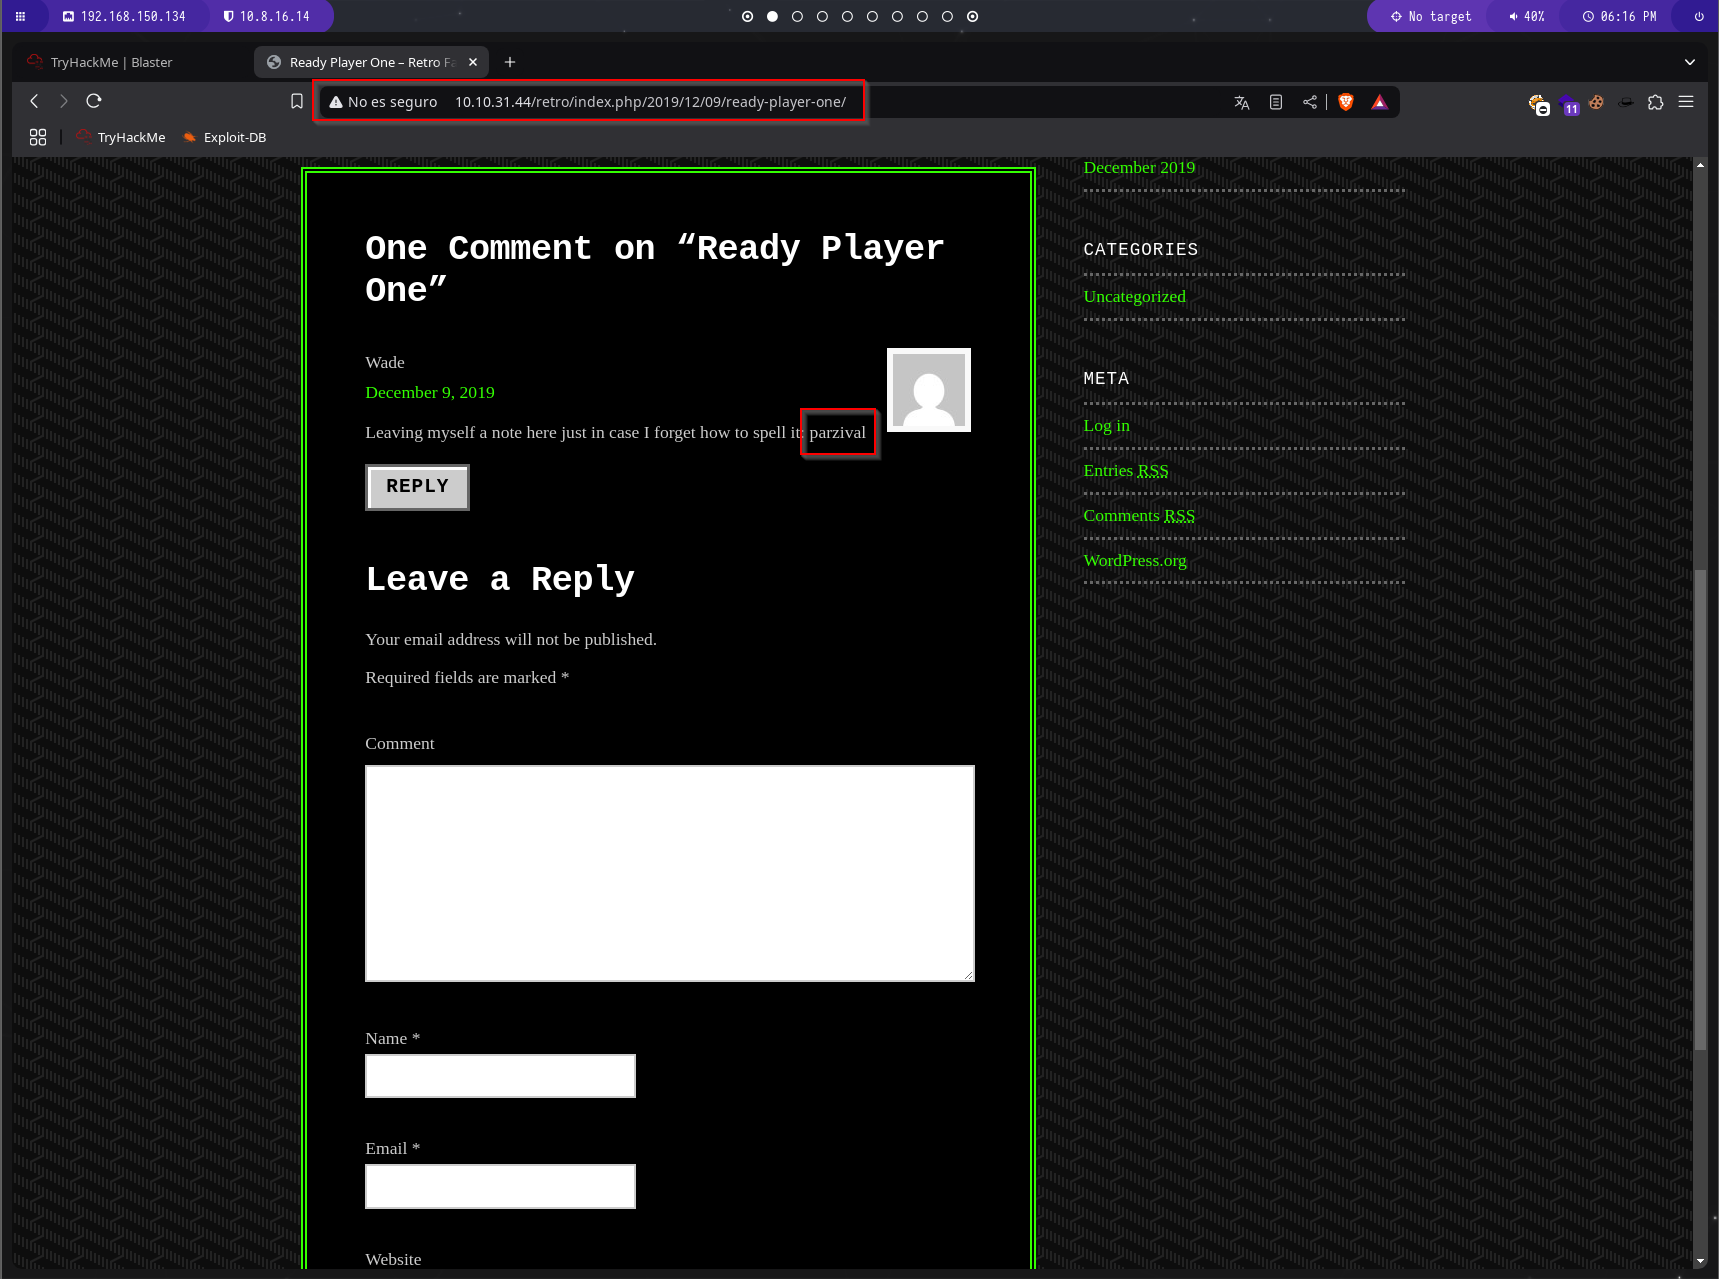 192.168.150.134
10.8.16.14
No target
40%
06:16 PM
TryHackMe | Blaster
Ready Player One – Retro Fa
No es seguro
10.10.31.44/retro/index.php/2019/12/09/ready-player-one/
11
TryHackMe
Exploit-DB
One Comment on “Ready Player
One”
Wade
December 9, 2019
Leaving myself a note here just in case I forget how to spell it: parzival
REPLY
Leave a Reply
Your email address will not be published.
Required fields are marked *
Comment
Name *
Email *
Website
December 2019
CATEGORIES
Uncategorized
META
Log in
Entries RSS
Comments RSS
WordPress.org